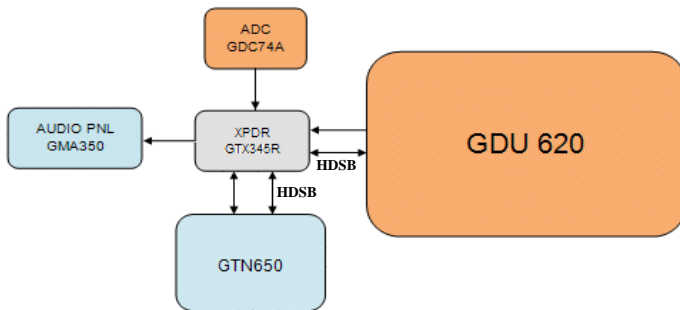 ADC
GDC74A
AUDIO PNL
GMA350
XPDR
GTX345R
HDSB
GDU 620
HDSB
GTN650